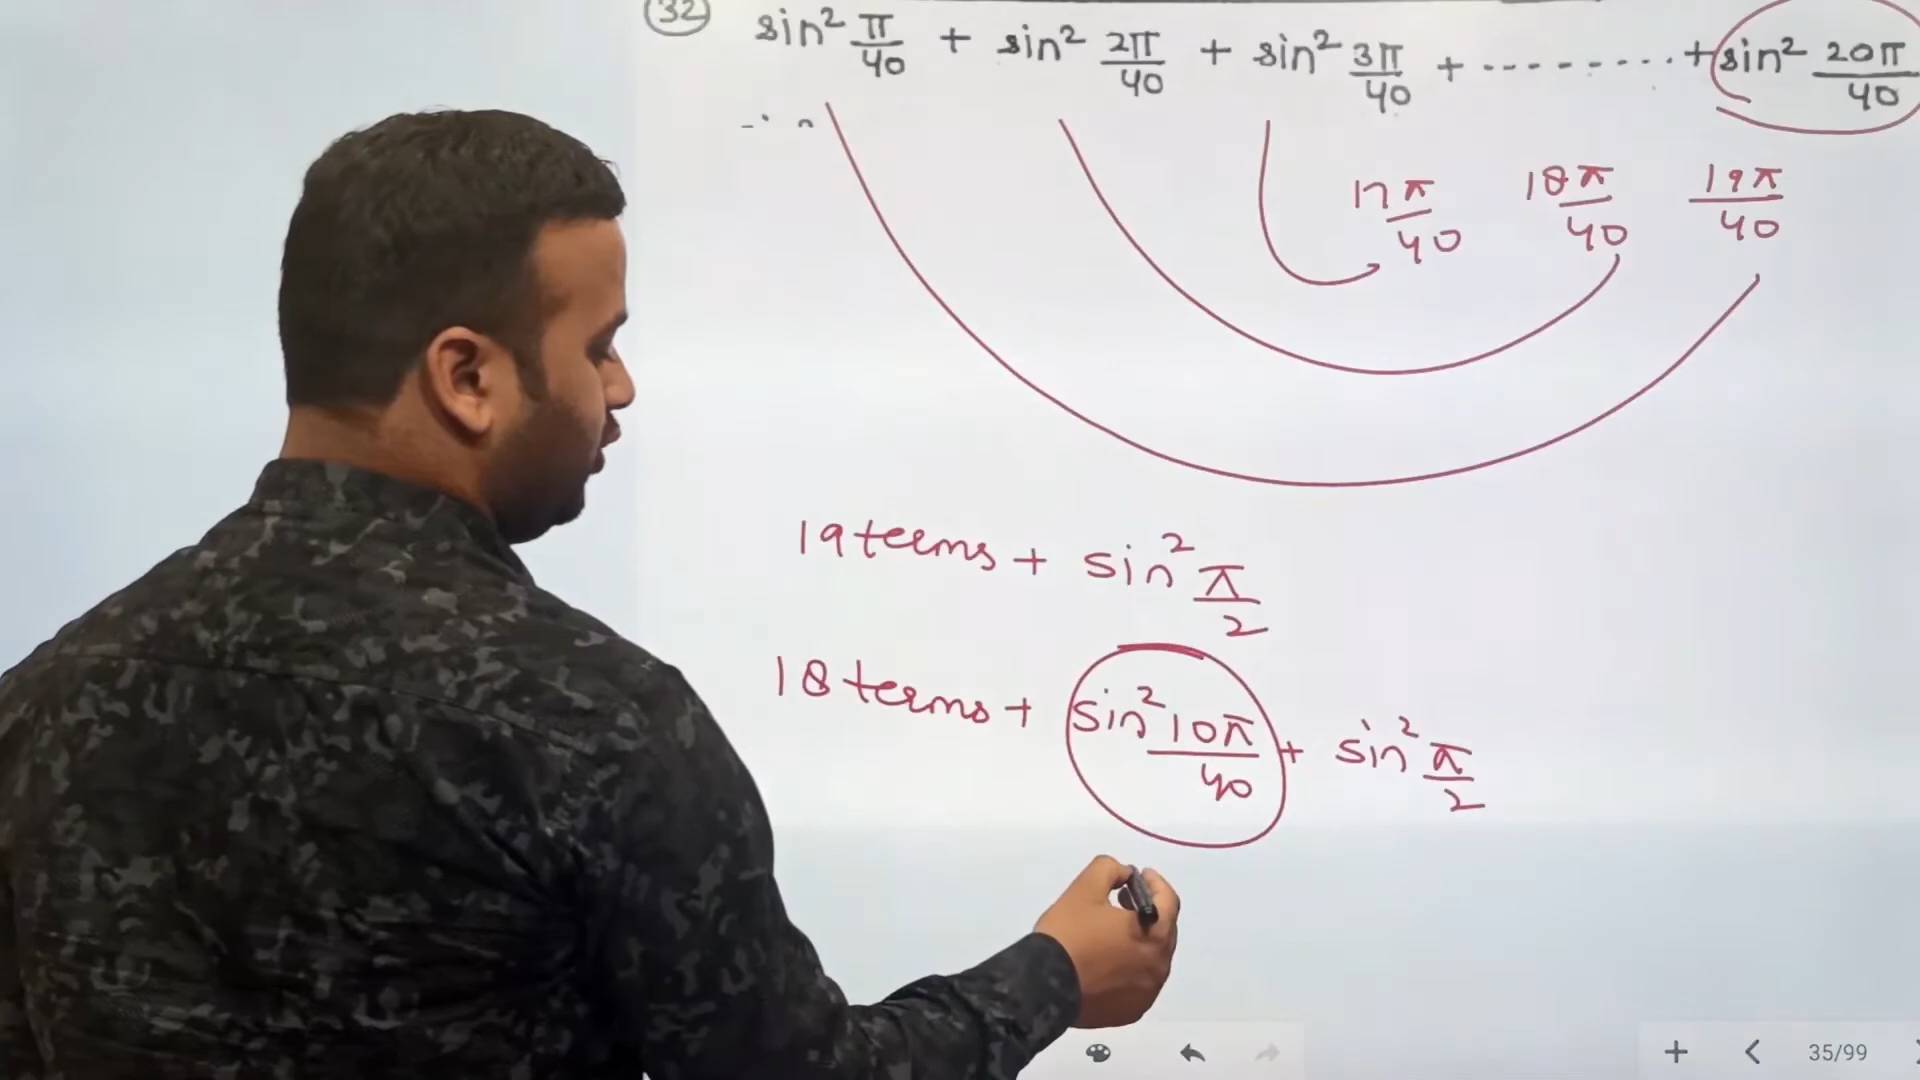 32 sin² π/40 + sin² 2π/40 + sin² 3π/40 + ......... + sin² 20π/40
17π/40 18π/40 19π/40
19 terms + sin² π/2
18 terms + sin² 10π/40 + sin² π/2
35/99